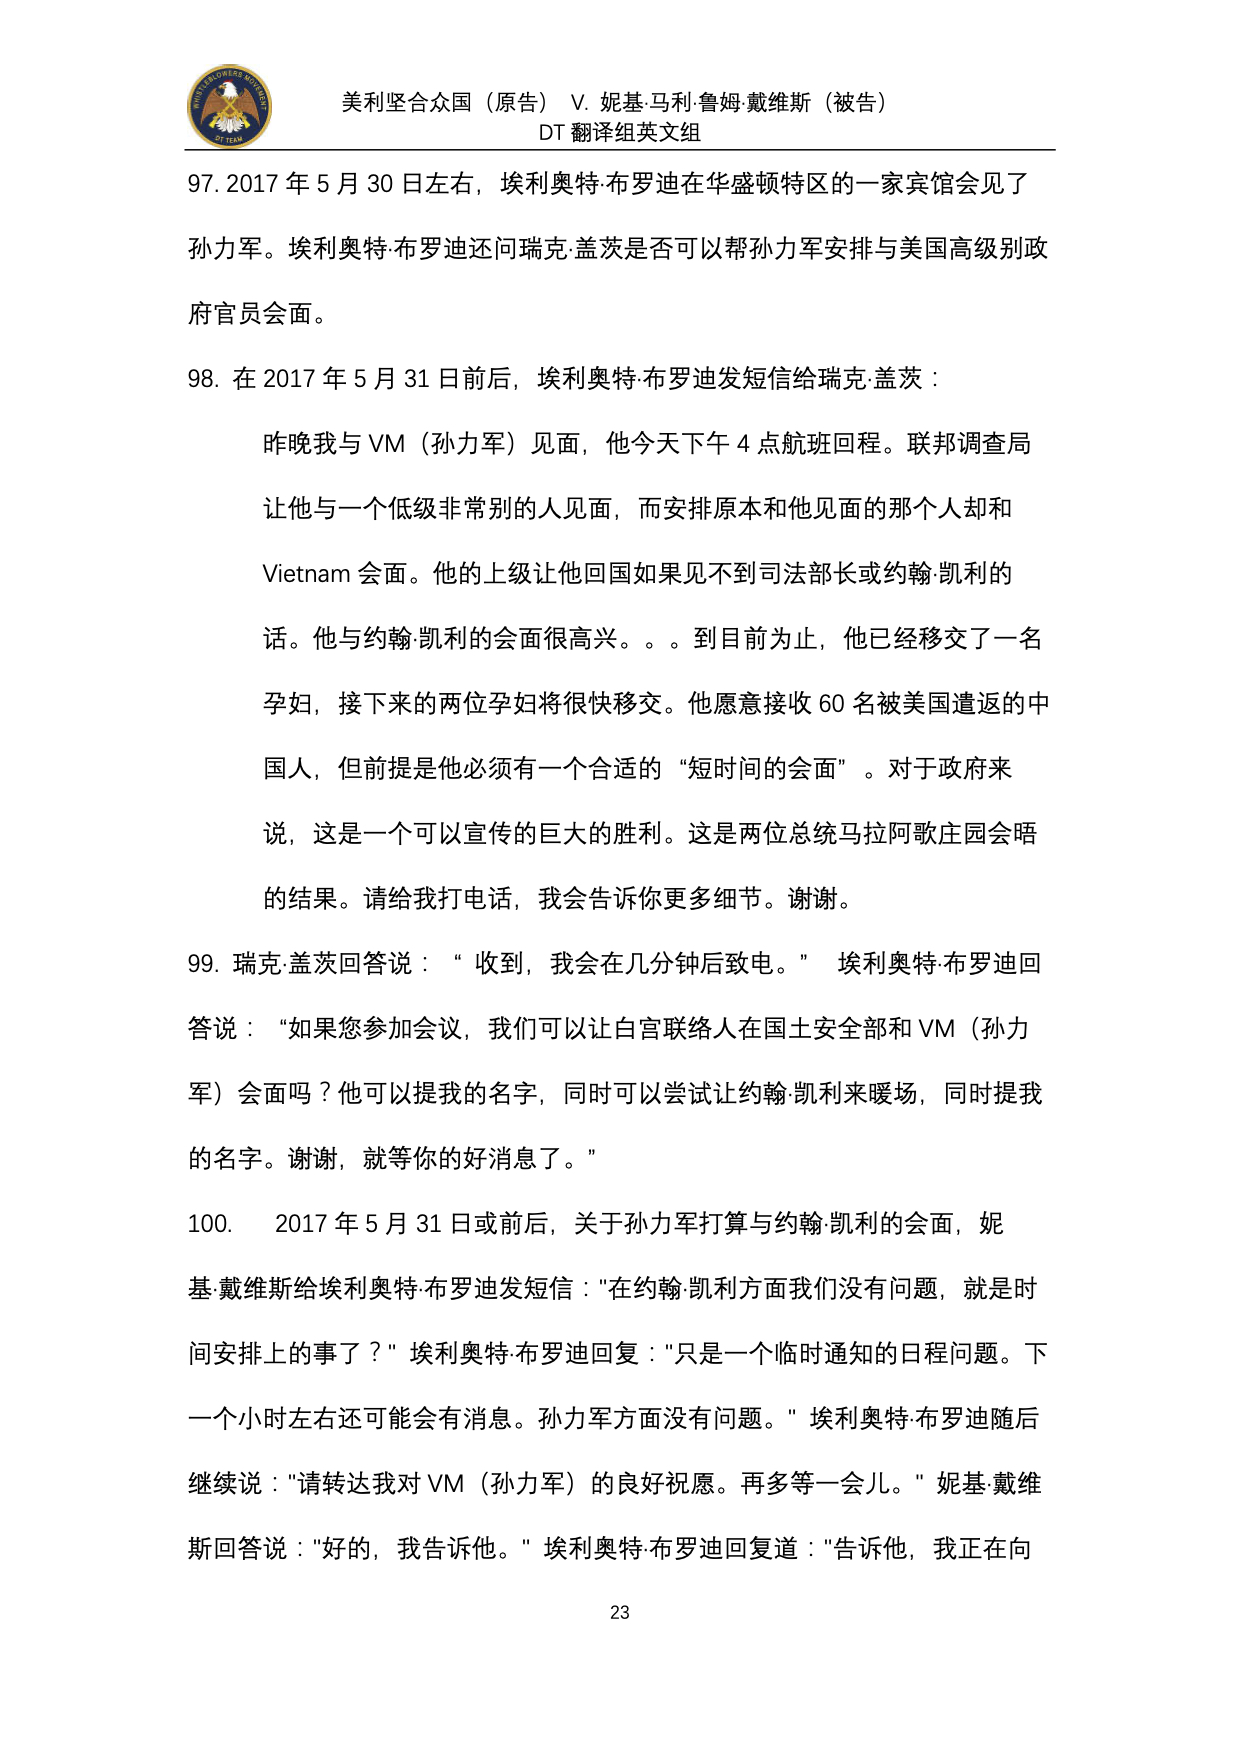 WHISTLEBLOWERS MOVEMENT
DT TEAM
美利坚合众国（原告） V. 妮基·马利·鲁姆·戴维斯（被告）
DT 翻译组英文组
97. 2017 年 5 月 30 日左右，埃利奥特·布罗迪在华盛顿特区的一家宾馆会见了
孙力军。埃利奥特·布罗迪还问瑞克·盖茨是否可以帮孙力军安排与美国高级别政
府官员会面。
98. 在 2017 年 5 月 31 日前后，埃利奥特·布罗迪发短信给瑞克·盖茨：
昨晚我与 VM（孙力军）见面，他今天下午 4 点航班回程。联邦调查局
让他与一个低级非常别的人见面，而安排原本和他见面的那个人却和
Vietnam 会面。他的上级让他回国如果见不到司法部长或约翰·凯利的
话。他与约翰·凯利的会面很高兴。。。到目前为止，他已经移交了一名
孕妇，接下来的两位孕妇将很快移交。他愿意接收 60 名被美国遣返的中
国人，但前提是他必须有一个合适的“短时间的会面”。对于政府来
说，这是一个可以宣传的巨大的胜利。这是两位总统马拉阿歌庄园会晤
的结果。请给我打电话，我会告诉你更多细节。谢谢。
99. 瑞克·盖茨回答说：“ 收到，我会在几分钟后致电。” 埃利奥特·布罗迪回
答说：“如果您参加会议，我们可以让白宫联络人在国土安全部和 VM（孙力
军）会面吗？他可以提我的名字，同时可以尝试让约翰·凯利来暖场，同时提我
的名字。谢谢，就等你的好消息了。”
100. 2017 年 5 月 31 日或前后，关于孙力军打算与约翰·凯利的会面，妮
基·戴维斯给埃利奥特·布罗迪发短信："在约翰·凯利方面我们没有问题，就是时
间安排上的事了？" 埃利奥特·布罗迪回复："只是一个临时通知的日程问题。下
一个小时左右还可能会有消息。孙力军方面没有问题。" 埃利奥特·布罗迪随后
继续说："请转达我对 VM（孙力军）的良好祝愿。再多等一会儿。" 妮基·戴维
斯回答说："好的，我告诉他。" 埃利奥特·布罗迪回复道："告诉他，我正在向
23